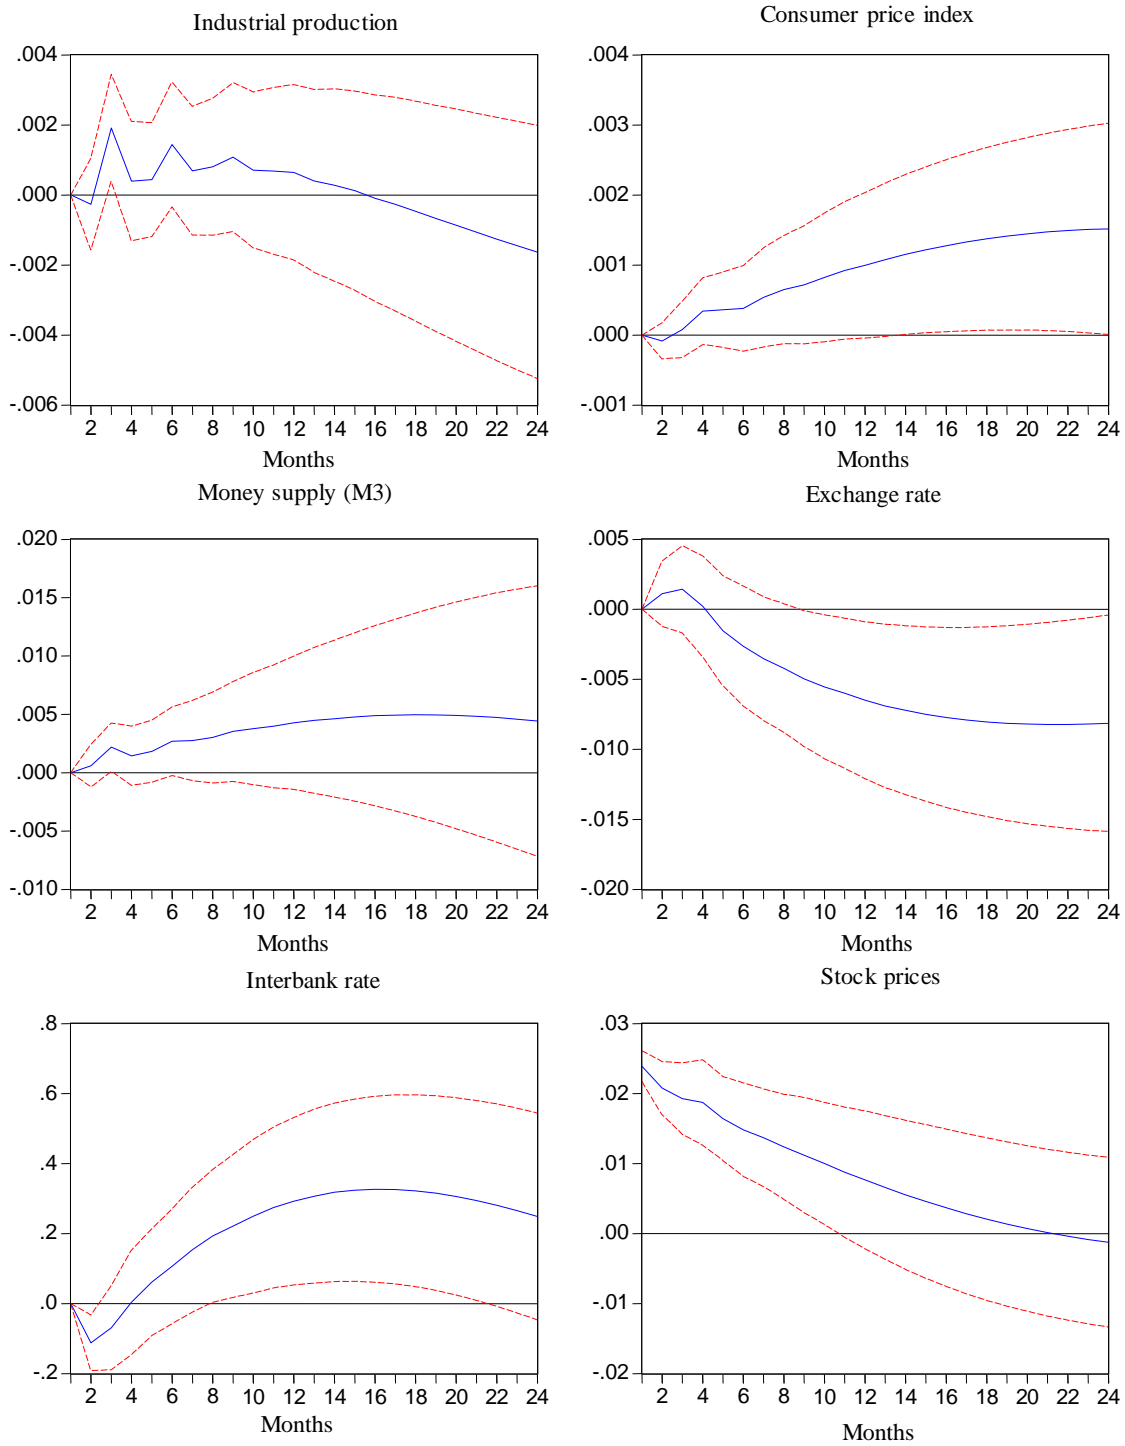 Industrial production
.004
.002
.000
-.002
-.004
-.006
2 4 6 8 10 12 14 16 18 20 22 24
Months
Consumer price index
.004
.003
.002
.001
.000
-.001
2 4 6 8 10 12 14 16 18 20 22 24
Months
Money supply (M3)
.020
.015
.010
.005
.000
-.005
-.010
2 4 6 8 10 12 14 16 18 20 22 24
Months
Exchange rate
.005
.000
-.005
-.010
-.015
-.020
2 4 6 8 10 12 14 16 18 20 22 24
Months
Interbank rate
.8
.6
.4
.2
.0
-.2
2 4 6 8 10 12 14 16 18 20 22 24
Months
Stock prices
.03
.02
.01
.00
-.01
-.02
2 4 6 8 10 12 14 16 18 20 22 24
Months